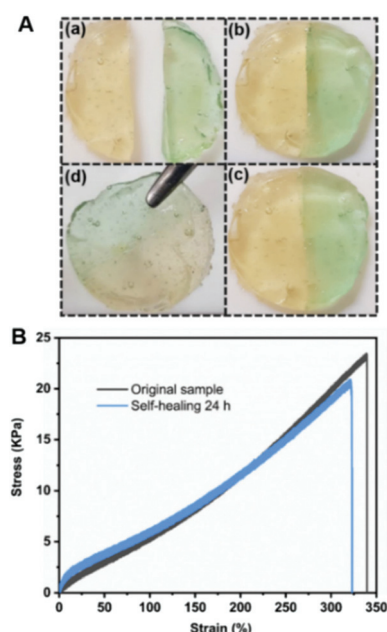 A
(a)
(b)
(d)
(c)
B
25
20
15
10
5
0
Stress (KPa)
Original sample
Self-healing 24 h
0 50 100 150 200 250 300 350
Strain (%)